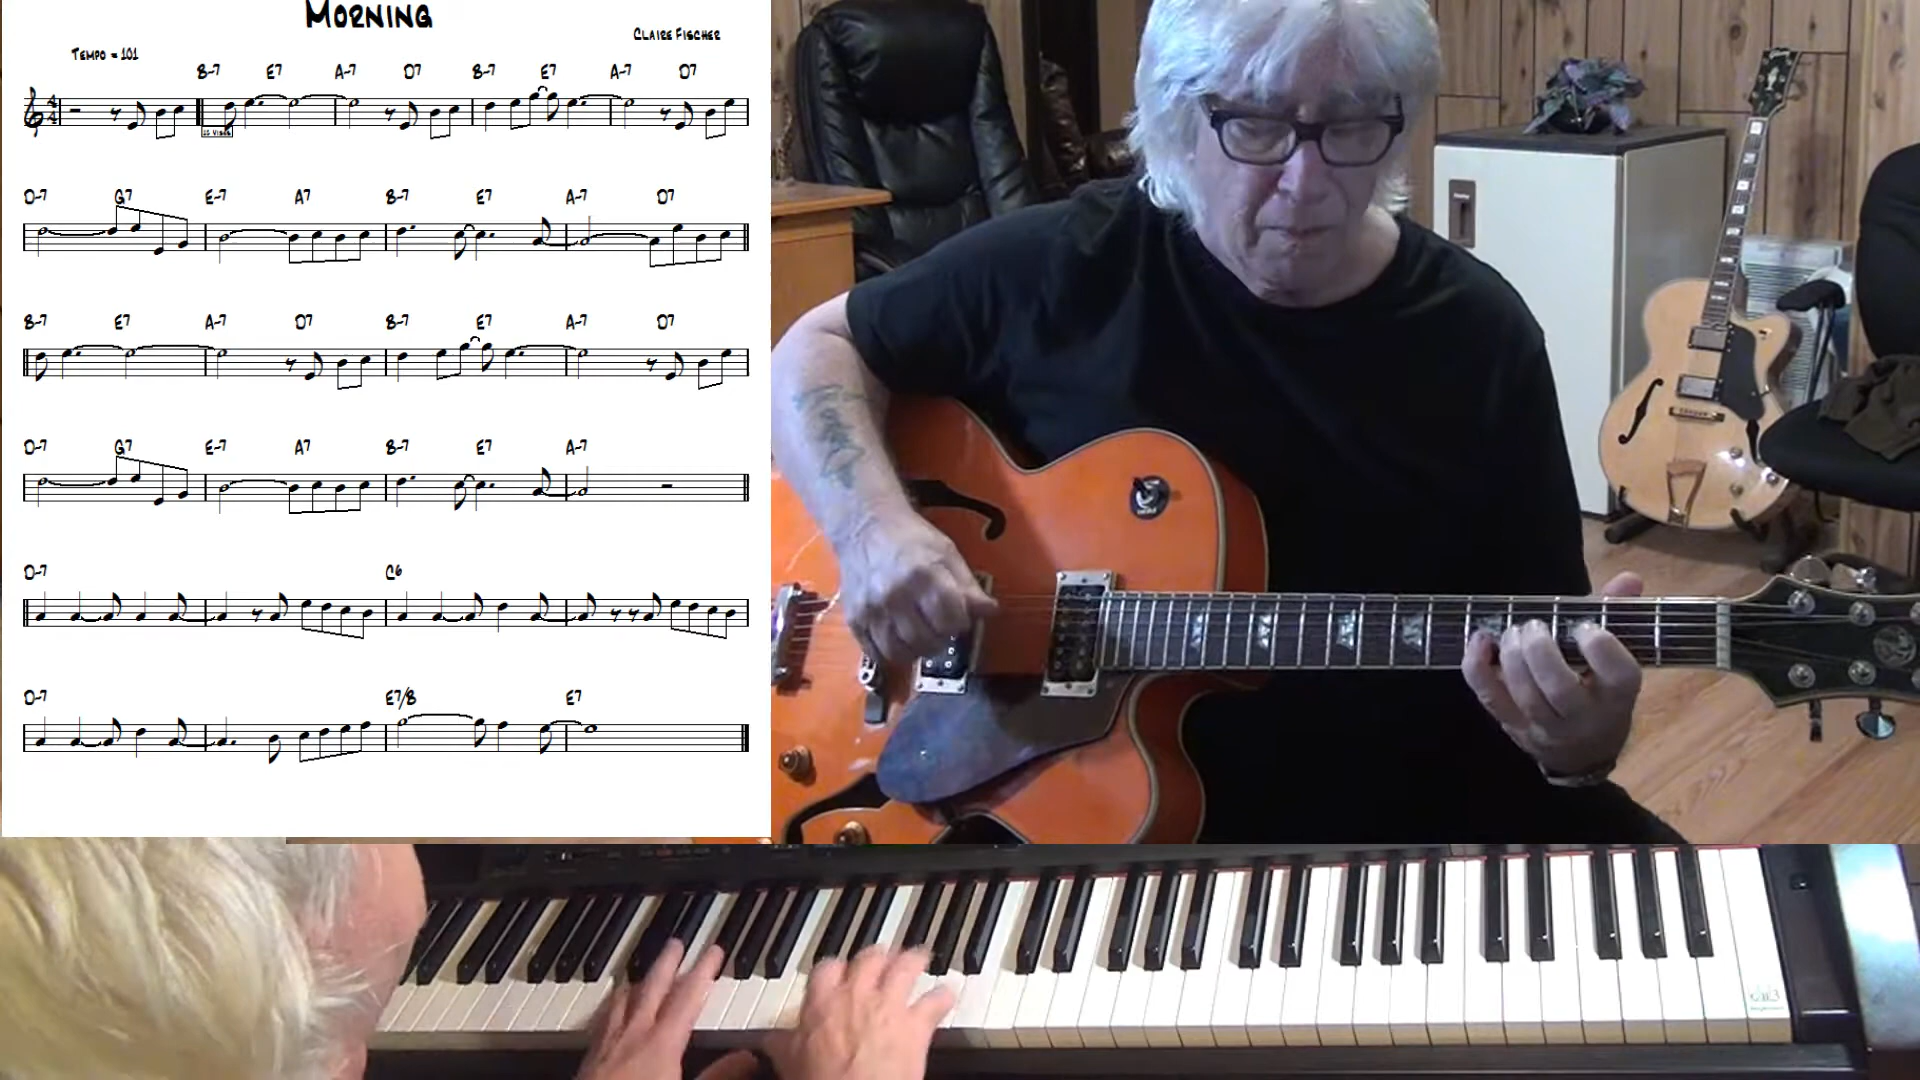 MORNING
CLAIRE FISCHER
TEMPO = 101
B-7 E7 A-7 D7 B-7 E7 A-7 D7
4
4
D-7 G7 E-7 A7 B-7 E7 A-7 D7
B-7 E7 A-7 D7 B-7 E7 A-7 D7
D-7 G7 E-7 A7 B-7 E7 A-7
D-7 C6
D-7 E7/B E7